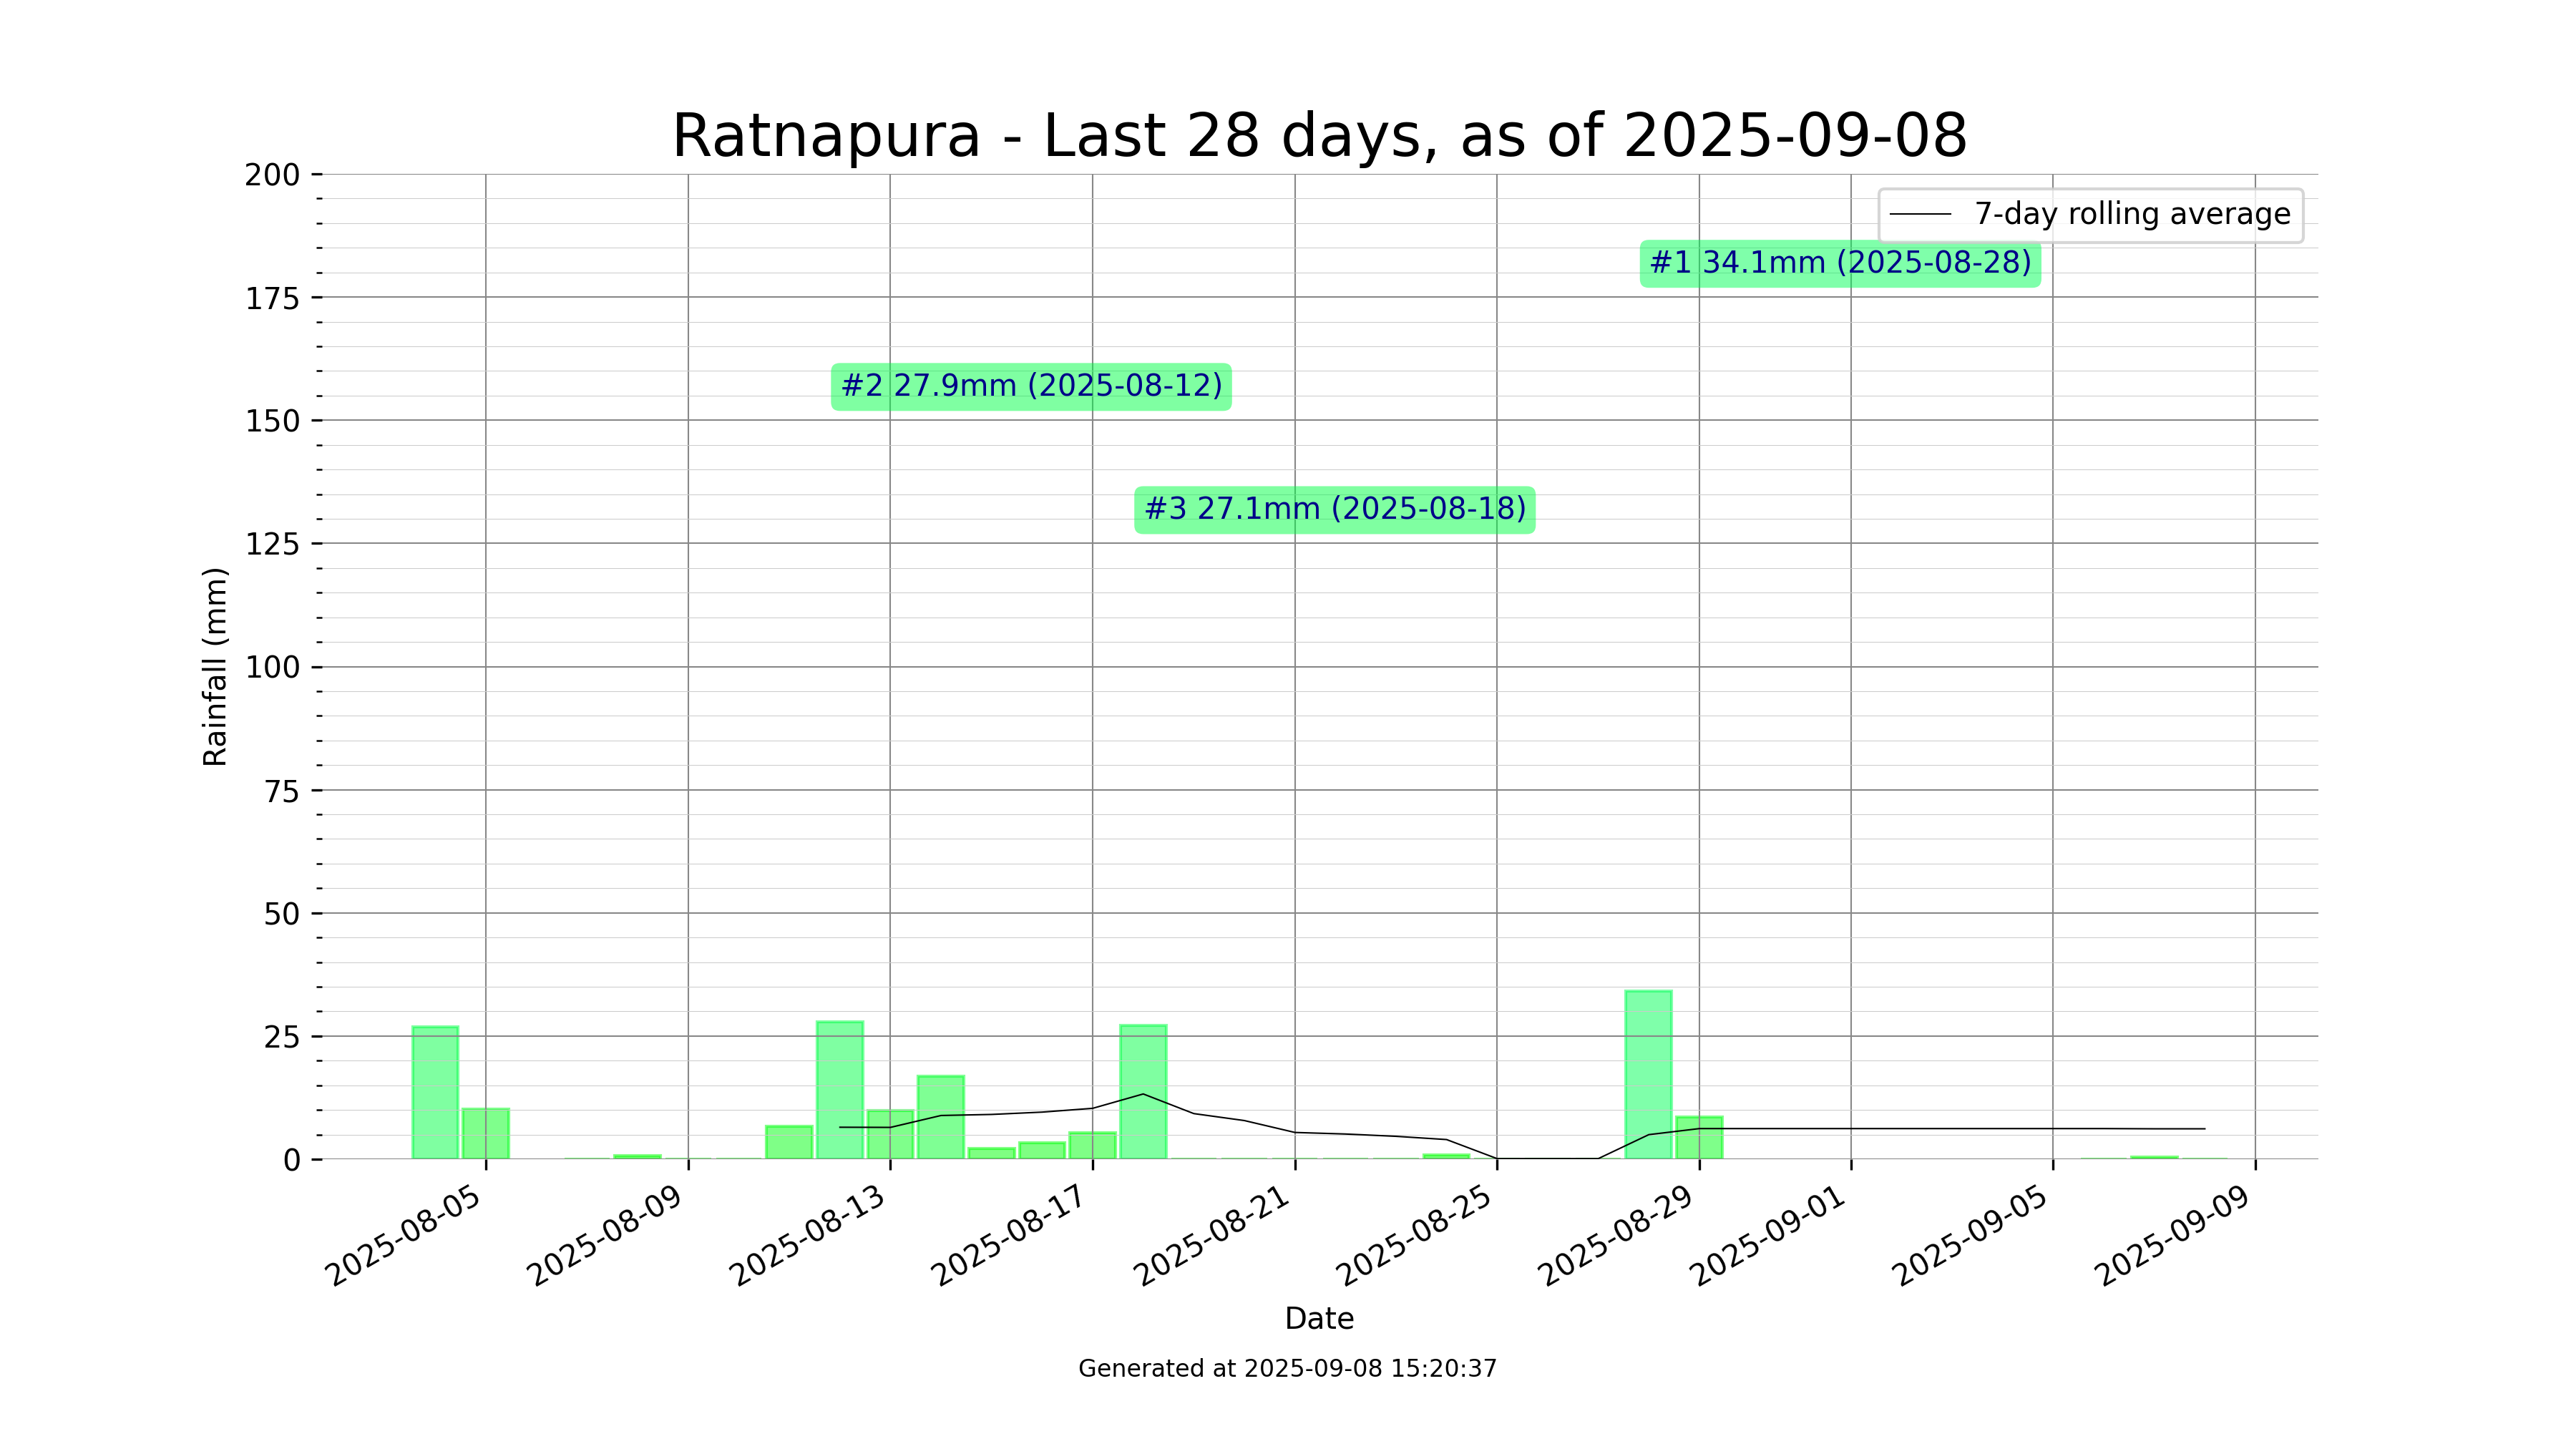 Ratnapura - Last 28 days, as of 2025-09-08
200
175
150
125
100
75
50
25
0
Rainfall (mm)
7-day rolling average
#1 34.1mm (2025-08-28)
#2 27.9mm (2025-08-12)
#3 27.1mm (2025-08-18)
2025-08-05
2025-08-09
2025-08-13
2025-08-17
2025-08-21
2025-08-25
2025-08-29
2025-09-01
2025-09-05
2025-09-09
Date
Generated at 2025-09-08 15:20:37